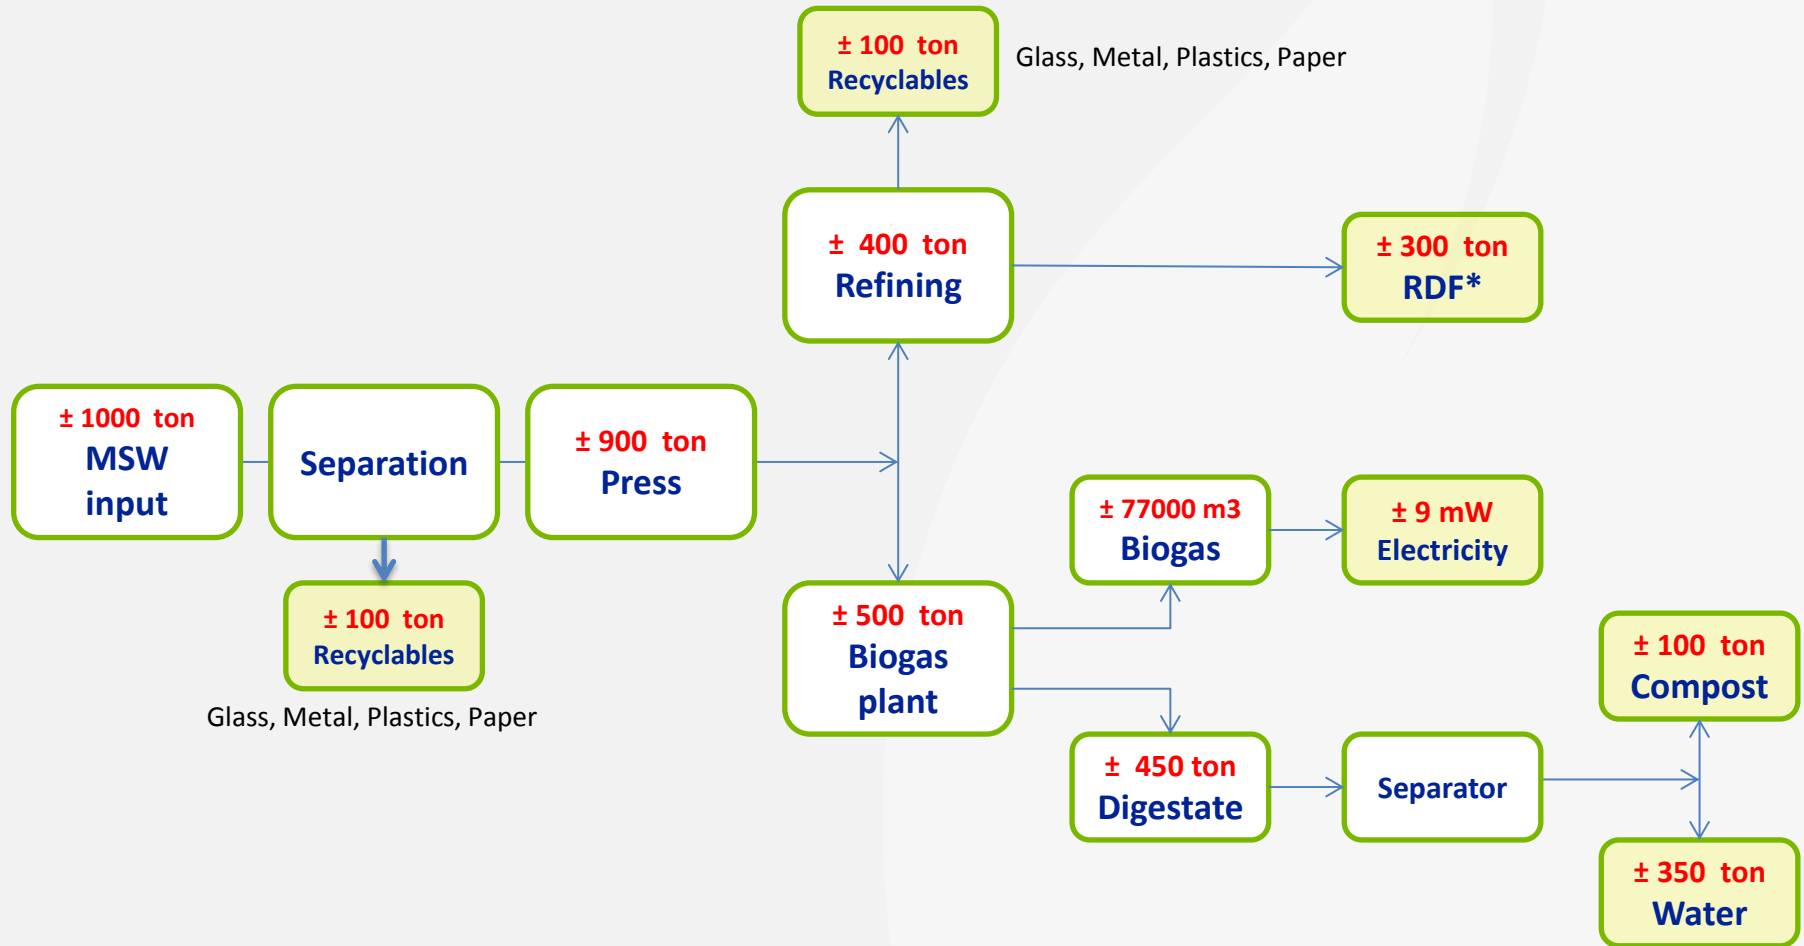 ± 100 ton
Recyclables
Glass, Metal, Plastics, Paper
± 400 ton
Refining
± 300 ton
RDF*
± 1000 ton
MSW
input
Separation
± 900 ton
Press
± 100 ton
Recyclables
Glass, Metal, Plastics, Paper
± 77000 m3
Biogas
± 9 mW
Electricity
± 500 ton
Biogas
plant
± 450 ton
Digestate
Separator
± 100 ton
Compost
± 350 ton
Water